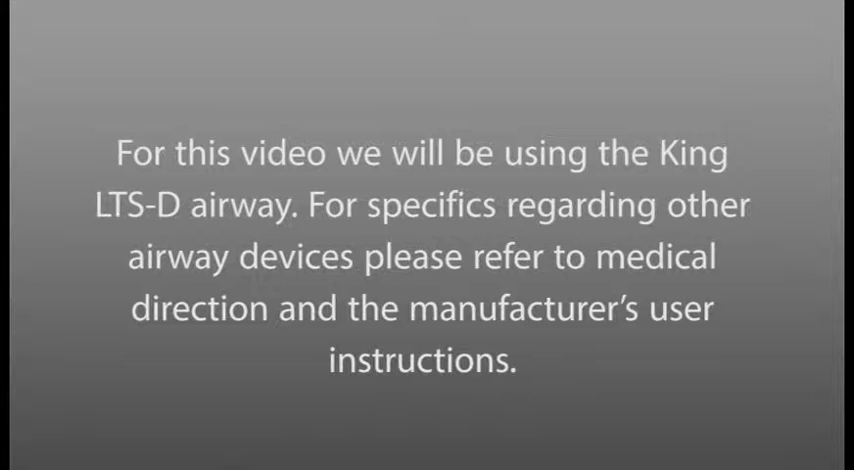 For this video we will be using the King
LTS-D airway. For specifics regarding other
airway devices please refer to medical
direction and the manufacturer’s user
instructions.